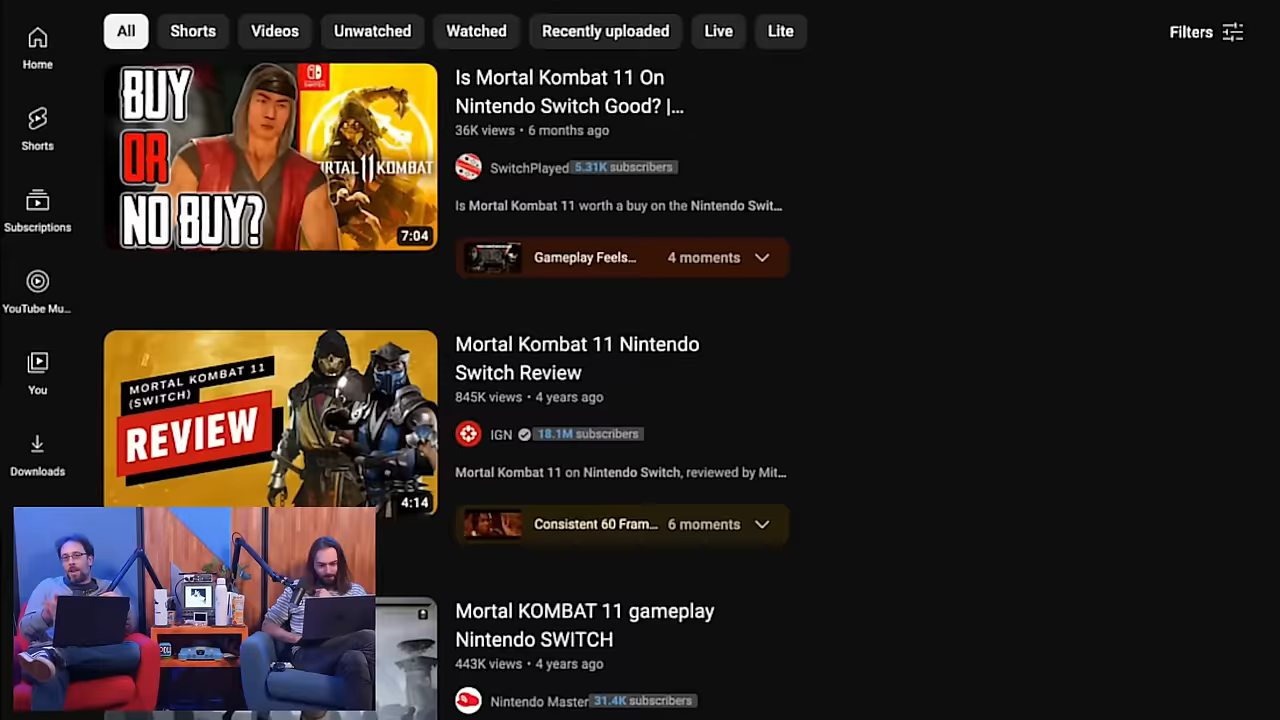 All
Shorts
Videos
Unwatched
Watched
Recently uploaded
Live
Lite
Filters
Home
Shorts
Subscriptions
YouTube Mu...
You
Downloads
BUY
OR
NO BUY?
MORTAL KOMBAT
7:04
Is Mortal Kombat 11 On
Nintendo Switch Good? |...
36K views • 6 months ago
SwitchPlayed 5.31K subscribers
Is Mortal Kombat 11 worth a buy on the Nintendo Swit...
Gameplay Feels... 4 moments
MORTAL KOMBAT 11
(SWITCH)
REVIEW
4:14
Mortal Kombat 11 Nintendo
Switch Review
845K views • 4 years ago
IGN 18.1M subscribers
Mortal Kombat 11 on Nintendo Switch, reviewed by Mit...
Consistent 60 Fram... 6 moments
Mortal KOMBAT 11 gameplay
Nintendo SWITCH
443K views • 4 years ago
Nintendo Master 31.4K subscribers